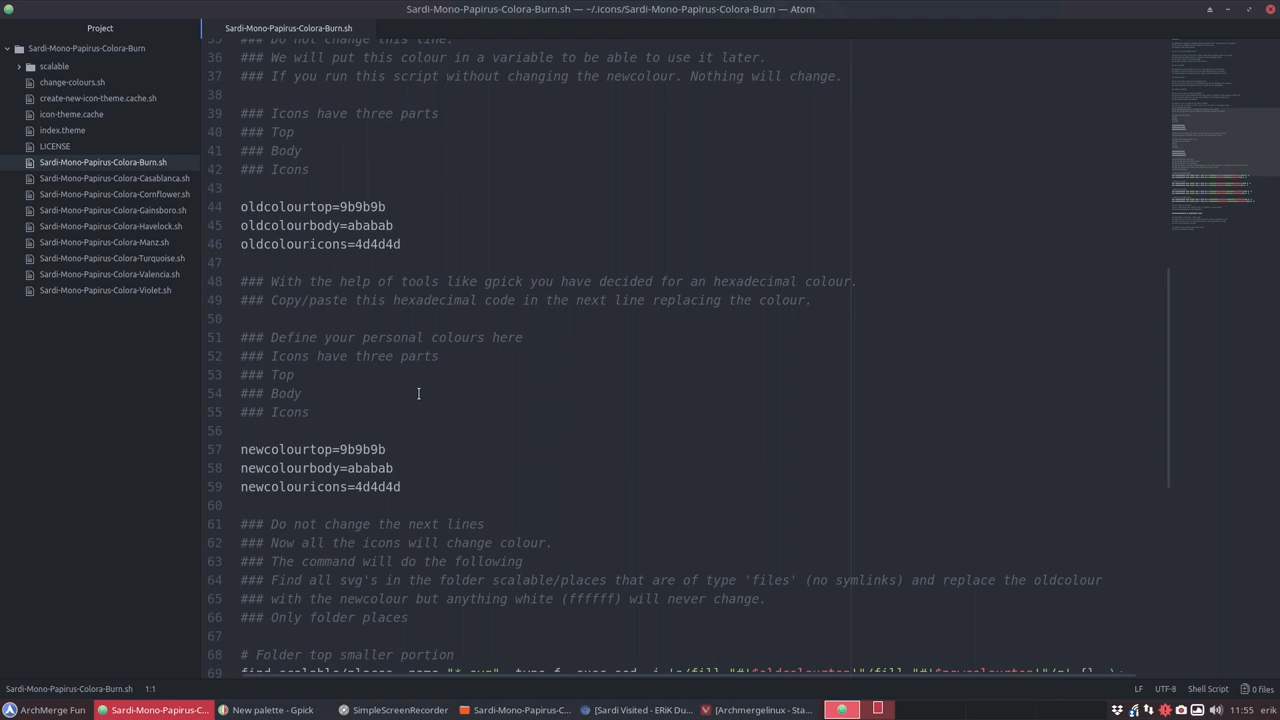 Sardi-Mono-Papirus-Colora-Burn.sh — ~/.icons/Sardi-Mono-Papirus-Colora-Burn — Atom
Project
Sardi-Mono-Papirus-Colora-Burn
scalable
change-colours.sh
create-new-icon-theme.cache.sh
icon-theme.cache
index.theme
LICENSE
Sardi-Mono-Papirus-Colora-Burn.sh
Sardi-Mono-Papirus-Colora-Casablanca.sh
Sardi-Mono-Papirus-Colora-Cornflower.sh
Sardi-Mono-Papirus-Colora-Gainsboro.sh
Sardi-Mono-Papirus-Colora-Havelock.sh
Sardi-Mono-Papirus-Colora-Manz.sh
Sardi-Mono-Papirus-Colora-Turquoise.sh
Sardi-Mono-Papirus-Colora-Valencia.sh
Sardi-Mono-Papirus-Colora-Violet.sh
Sardi-Mono-Papirus-Colora-Burn.sh
35 ### Do not change this line.
36 ### We will put this colour in a variable to be able to use it later.
37 ### If you run this script without changing the newcolour. Nothing will change.
38
39 ### Icons have three parts
40 ### Top
41 ### Body
42 ### Icons
43
44 oldcolourtop=9b9b9b
45 oldcolourbody=ababab
46 oldcolouricons=4d4d4d
47
48 ### With the help of tools like gpick you have decided for an hexadecimal colour.
49 ### Copy/paste this hexadecimal code in the next line replacing the colour.
50
51 ### Define your personal colours here
52 ### Icons have three parts
53 ### Top
54 ### Body
55 ### Icons
56
57 newcolourtop=9b9b9b
58 newcolourbody=ababab
59 newcolouricons=4d4d4d
60
61 ### Do not change the next lines
62 ### Now all the icons will change colour.
63 ### The command will do the following
64 ### Find all svg's in the folder scalable/places that are of type 'files' (no symlinks) and replace the oldcolour
65 ### with the newcolour but anything white (ffffff) will never change.
66 ### Only folder places
67
68 # Folder top smaller portion
69
Sardi-Mono-Papirus-Colora-Burn.sh 1:1
LF UTF-8 Shell Script 0 files
ArchMerge Fun
Sardi-Mono-Papirus-C...
New palette - Gpick
SimpleScreenRecorder
Sardi-Mono-Papirus-C...
[Sardi Visited - ERiK Du...
[Archmergelinux - Sta...
11:55 erik